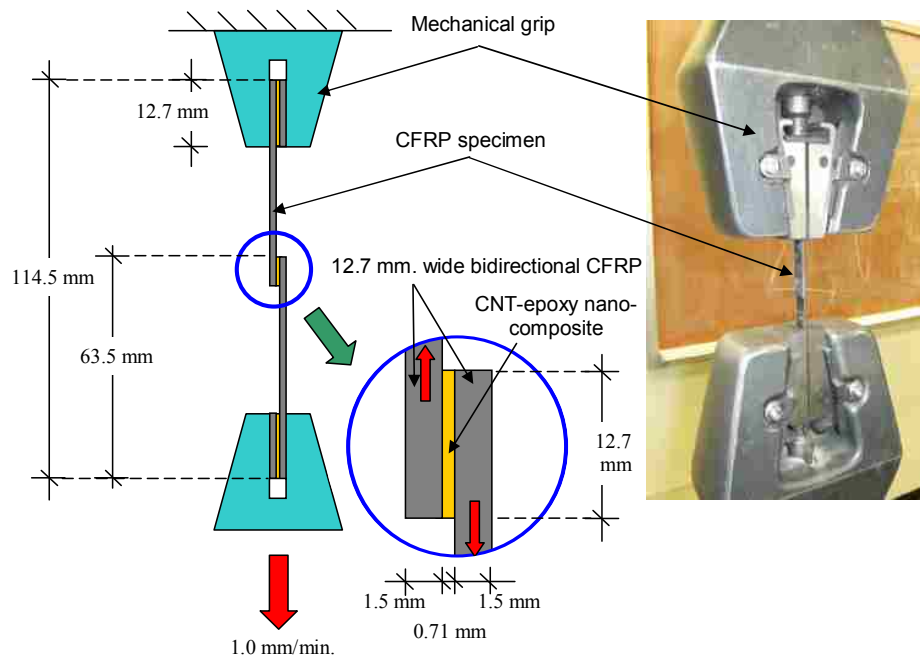 Mechanical grip
12.7 mm
CFRP specimen
114.5 mm
12.7 mm. wide bidirectional CFRP
CNT-epoxy nano-
composite
63.5 mm
12.7
mm
1.5 mm
1.5 mm
0.71 mm
1.0 mm/min.